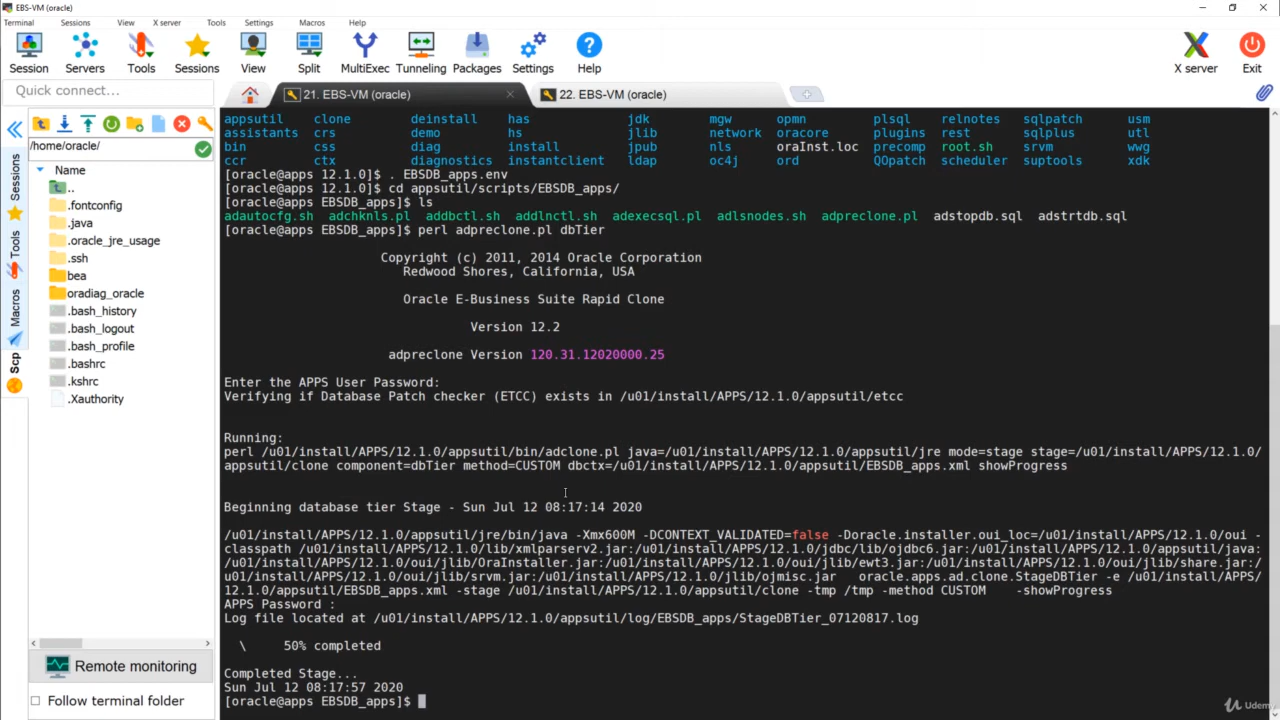 EBS-VM (oracle)
Terminal Sessions View X server Tools Settings Macros Help
Session Servers Tools Sessions View Split MultiExec Tunneling Packages Settings Help X server Exit
Quick connect...
21. EBS-VM (oracle)
22. EBS-VM (oracle)
/home/oracle/
Name
..
.fontconfig
.java
.oracle_jre_usage
.ssh
bea
oradiag_oracle
.bash_history
.bash_logout
.bash_profile
.bashrc
.kshrc
.Xauthority
Sessions
Tools
Macros
Scp
Remote monitoring
Follow terminal folder
appsutil clone deinstall has jdk mgw opmn plsql relnotes sqlpatch usm
assistants crs demo hs jlib network oracore plugins rest sqlplus utl
bin css diag install jpub nls oraInst.loc precomp root.sh srvm wwg
ccr ctx diagnostics instantclient ldap oc4j ord QOpatch scheduler suptools xdk
[oracle@apps 12.1.0]$ . EBSDB_apps.env
[oracle@apps 12.1.0]$ cd appsutil/scripts/EBSDB_apps/
[oracle@apps EBSDB_apps]$ ls
adautocfg.sh adchknls.pl addbctl.sh addlnctl.sh adexecsql.pl adlsnodes.sh adpreclone.pl adstopdb.sql adstrtdb.sql
[oracle@apps EBSDB_apps]$ perl adpreclone.pl dbTier
Copyright (c) 2011, 2014 Oracle Corporation
Redwood Shores, California, USA
Oracle E-Business Suite Rapid Clone
Version 12.2
adpreclone Version 120.31.12020000.25
Enter the APPS User Password:
Verifying if Database Patch checker (ETCC) exists in /u01/install/APPS/12.1.0/appsutil/etcc
Running:
perl /u01/install/APPS/12.1.0/appsutil/bin/adclone.pl java=/u01/install/APPS/12.1.0/appsutil/jre mode=stage stage=/u01/install/APPS/12.1.0/
appsutil/clone component=dbTier method=CUSTOM dbctx=/u01/install/APPS/12.1.0/appsutil/EBSDB_apps.xml showProgress
Beginning database tier Stage - Sun Jul 12 08:17:14 2020
/u01/install/APPS/12.1.0/appsutil/jre/bin/java -Xmx600M -DCONTEXT_VALIDATED=false -Doracle.installer.oui_loc=/u01/install/APPS/12.1.0/oui -
classpath /u01/install/APPS/12.1.0/lib/xmlparserv2.jar:/u01/install/APPS/12.1.0/jdbc/lib/ojdbc6.jar:/u01/install/APPS/12.1.0/appsutil/java:
/u01/install/APPS/12.1.0/oui/jlib/OraInstaller.jar:/u01/install/APPS/12.1.0/oui/jlib/ewt3.jar:/u01/install/APPS/12.1.0/oui/jlib/share.jar:/
u01/install/APPS/12.1.0/oui/jlib/srvm.jar:/u01/install/APPS/12.1.0/jlib/ojmisc.jar oracle.apps.ad.clone.StageDBTier -e /u01/install/APPS/
12.1.0/appsutil/EBSDB_apps.xml -stage /u01/install/APPS/12.1.0/appsutil/clone -tmp /tmp -method CUSTOM -showProgress
APPS Password :
Log file located at /u01/install/APPS/12.1.0/appsutil/log/EBSDB_apps/StageDBTier_07120817.log
\ 50% completed
Completed Stage...
Sun Jul 12 08:17:57 2020
[oracle@apps EBSDB_apps]$
Udemy